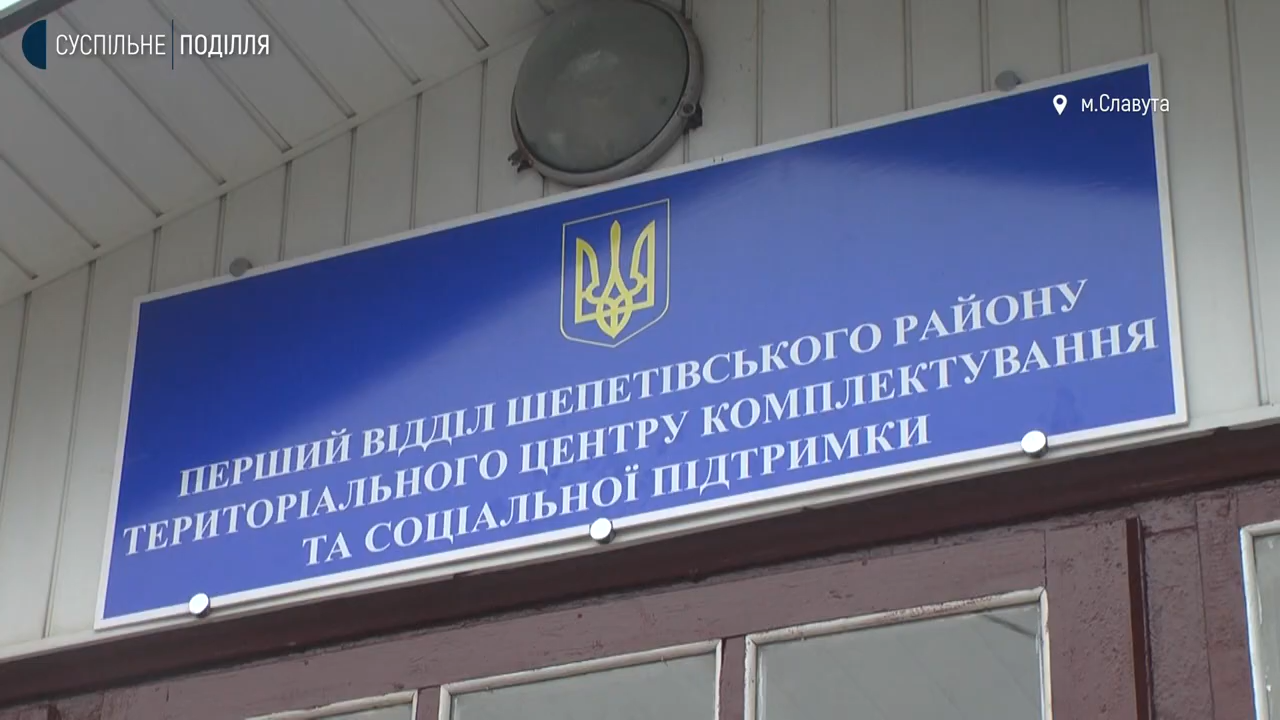 СУСПІЛЬНЕ ПОДІЛЛЯ
м.Славута
ПЕРШИЙ ВІДДІЛ ШЕПЕТІВСЬКОГО РАЙОНУ
ТЕРИТОРІАЛЬНОГО ЦЕНТРУ КОМПЛЕКТУВАННЯ
ТА СОЦІАЛЬНОЇ ПІДТРИМКИ